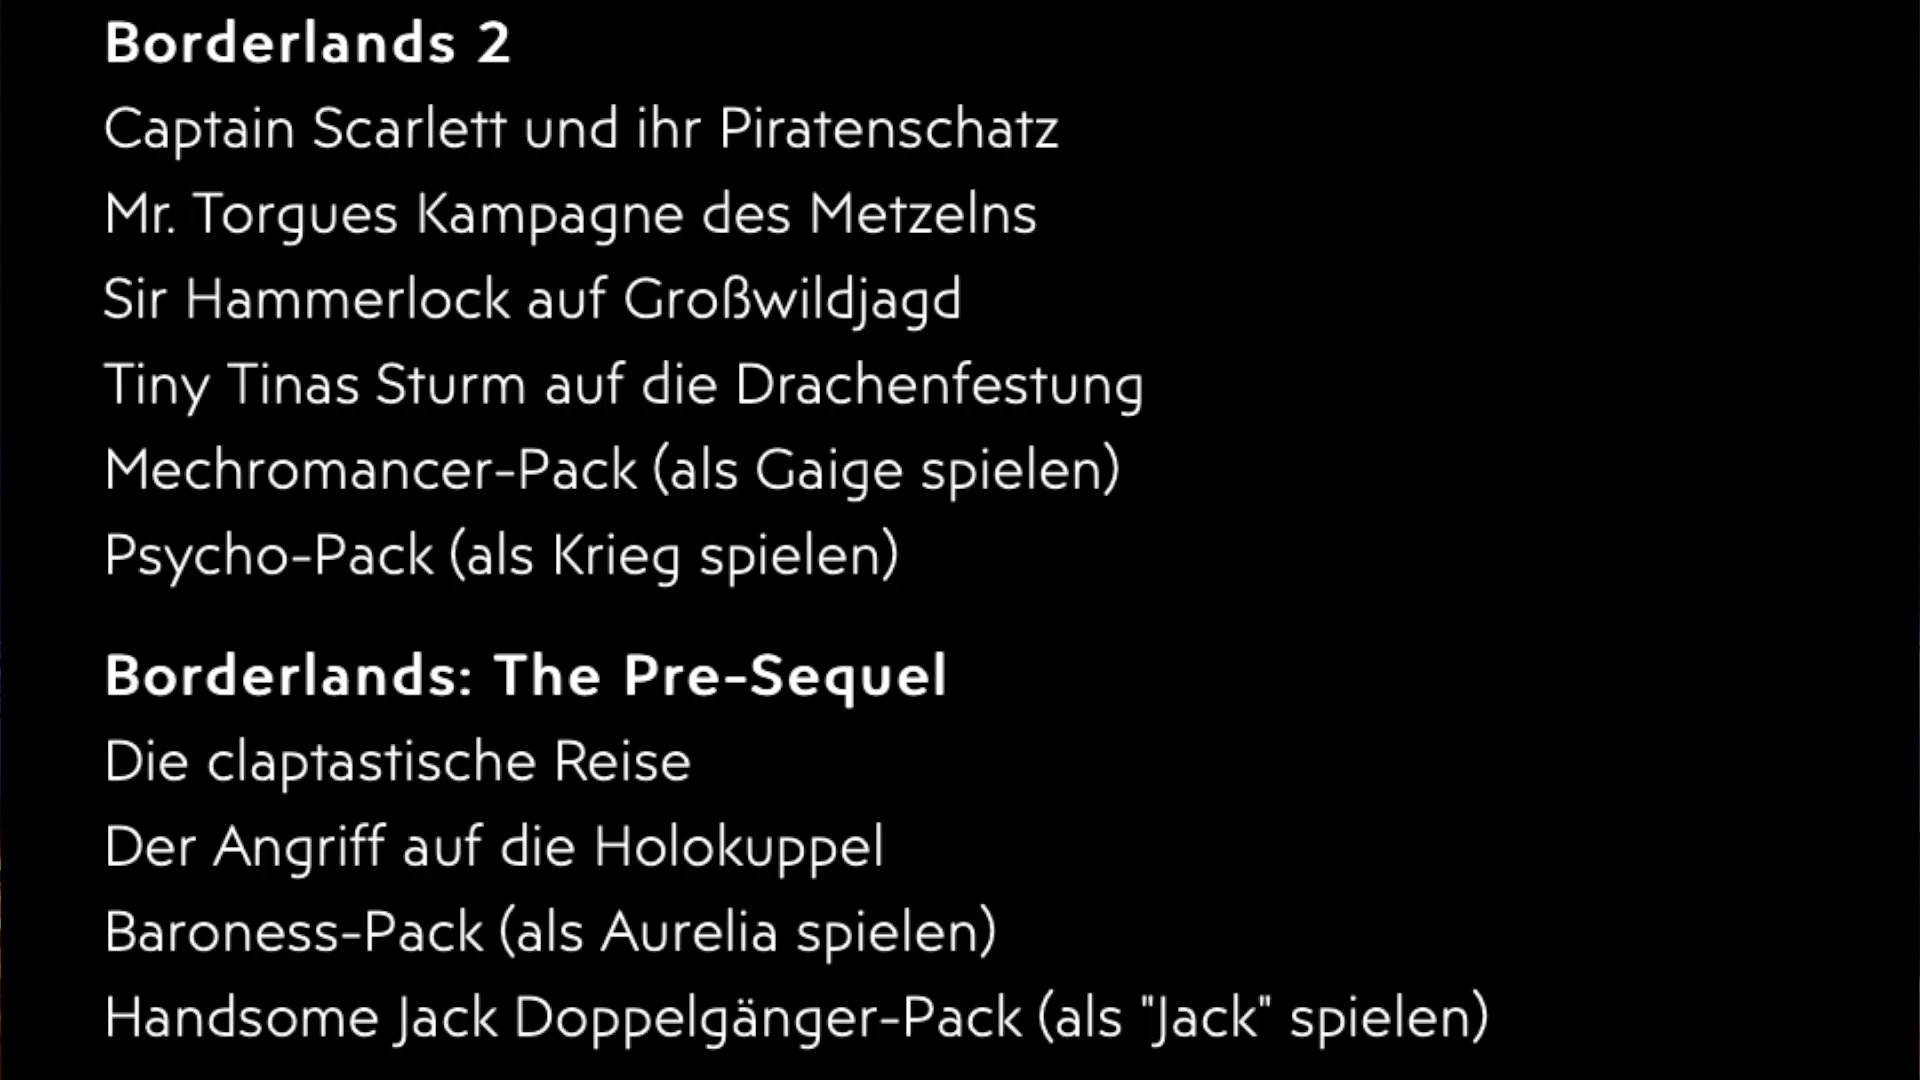 Borderlands 2
Captain Scarlett und ihr Piratenschatz
Mr. Torgues Kampagne des Metzelns
Sir Hammerlock auf Großwildjagd
Tiny Tinas Sturm auf die Drachenfestung
Mechromancer-Pack (als Gaige spielen)
Psycho-Pack (als Krieg spielen)
Borderlands: The Pre-Sequel
Die claptastische Reise
Der Angriff auf die Holokuppel
Baroness-Pack (als Aurelia spielen)
Handsome Jack Doppelgänger-Pack (als "Jack" spielen)